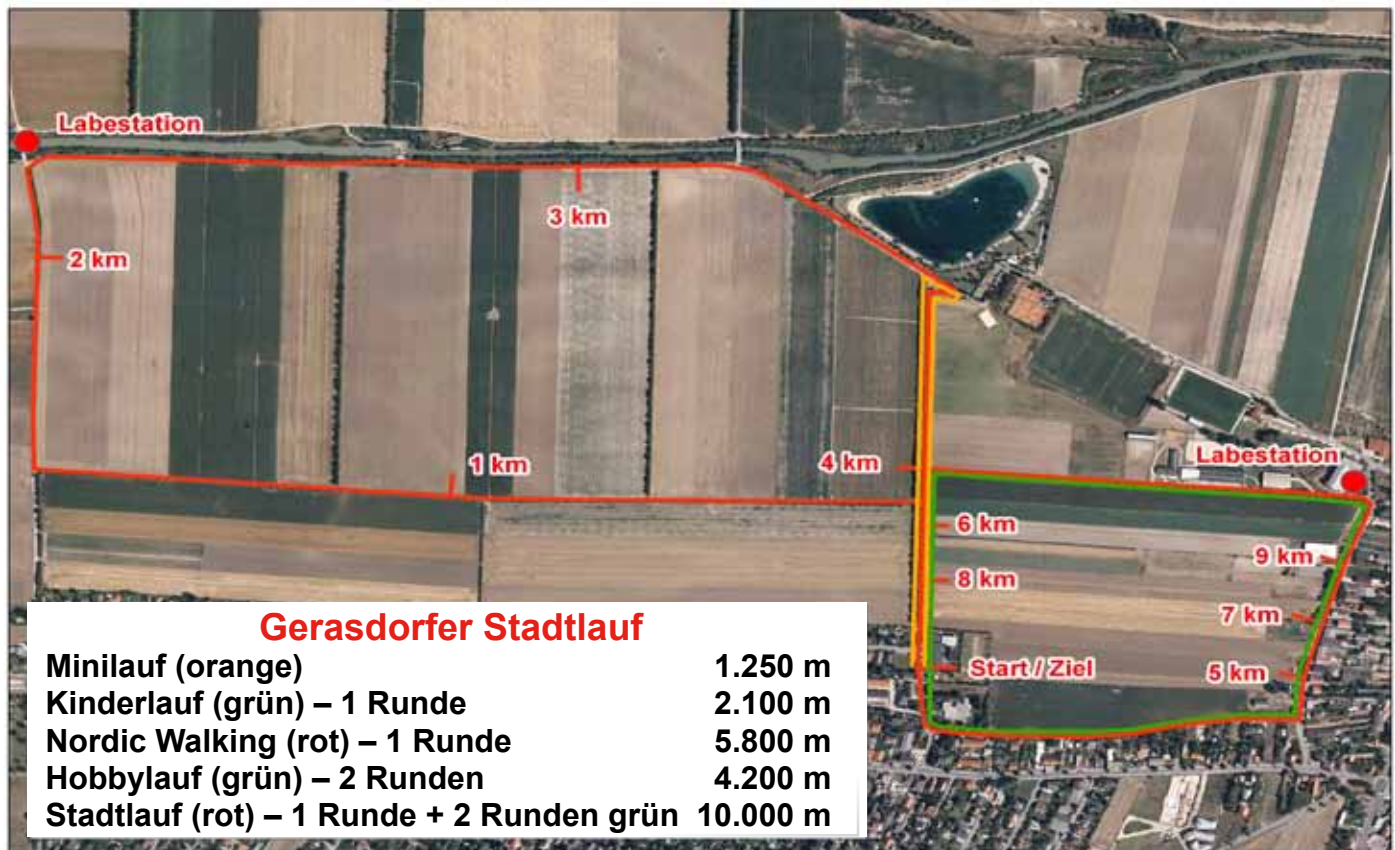 Labestation
3 km
2 km
1 km
4 km
Labestation
6 km
9 km
8 km
7 km
Start / Ziel
5 km
Gerasdorfer Stadtlauf
Minilauf (orange) 1.250 m
Kinderlauf (grün) – 1 Runde 2.100 m
Nordic Walking (rot) – 1 Runde 5.800 m
Hobbylauf (grün) – 2 Runden 4.200 m
Stadtlauf (rot) – 1 Runde + 2 Runden grün 10.000 m